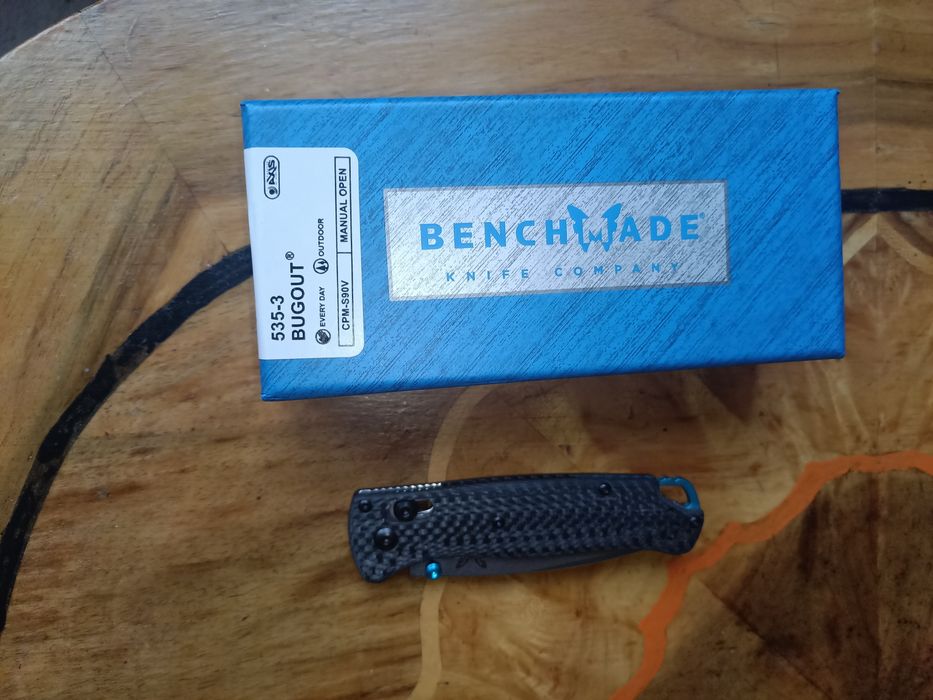 AXIS
535-3
BUGOUT®
EVERY DAY OUTDOOR
CPM-S90V MANUAL OPEN
BENCHMADE®
KNIFE COMPANY